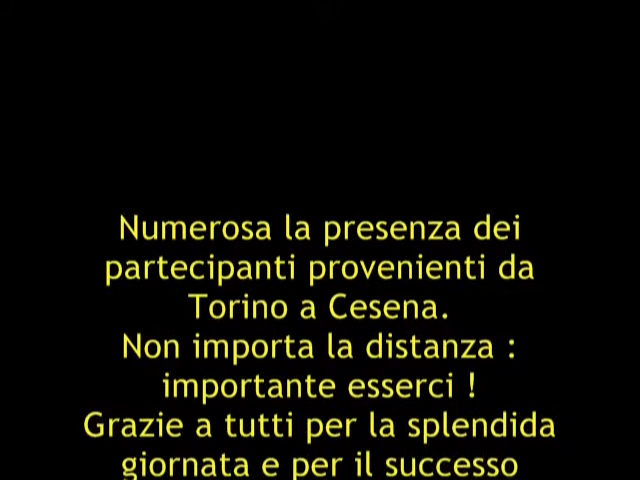 Numerosa la presenza dei
partecipanti provenienti da
Torino a Cesena.
Non importa la distanza :
importante esserci !
Grazie a tutti per la splendida
giornata e per il successo